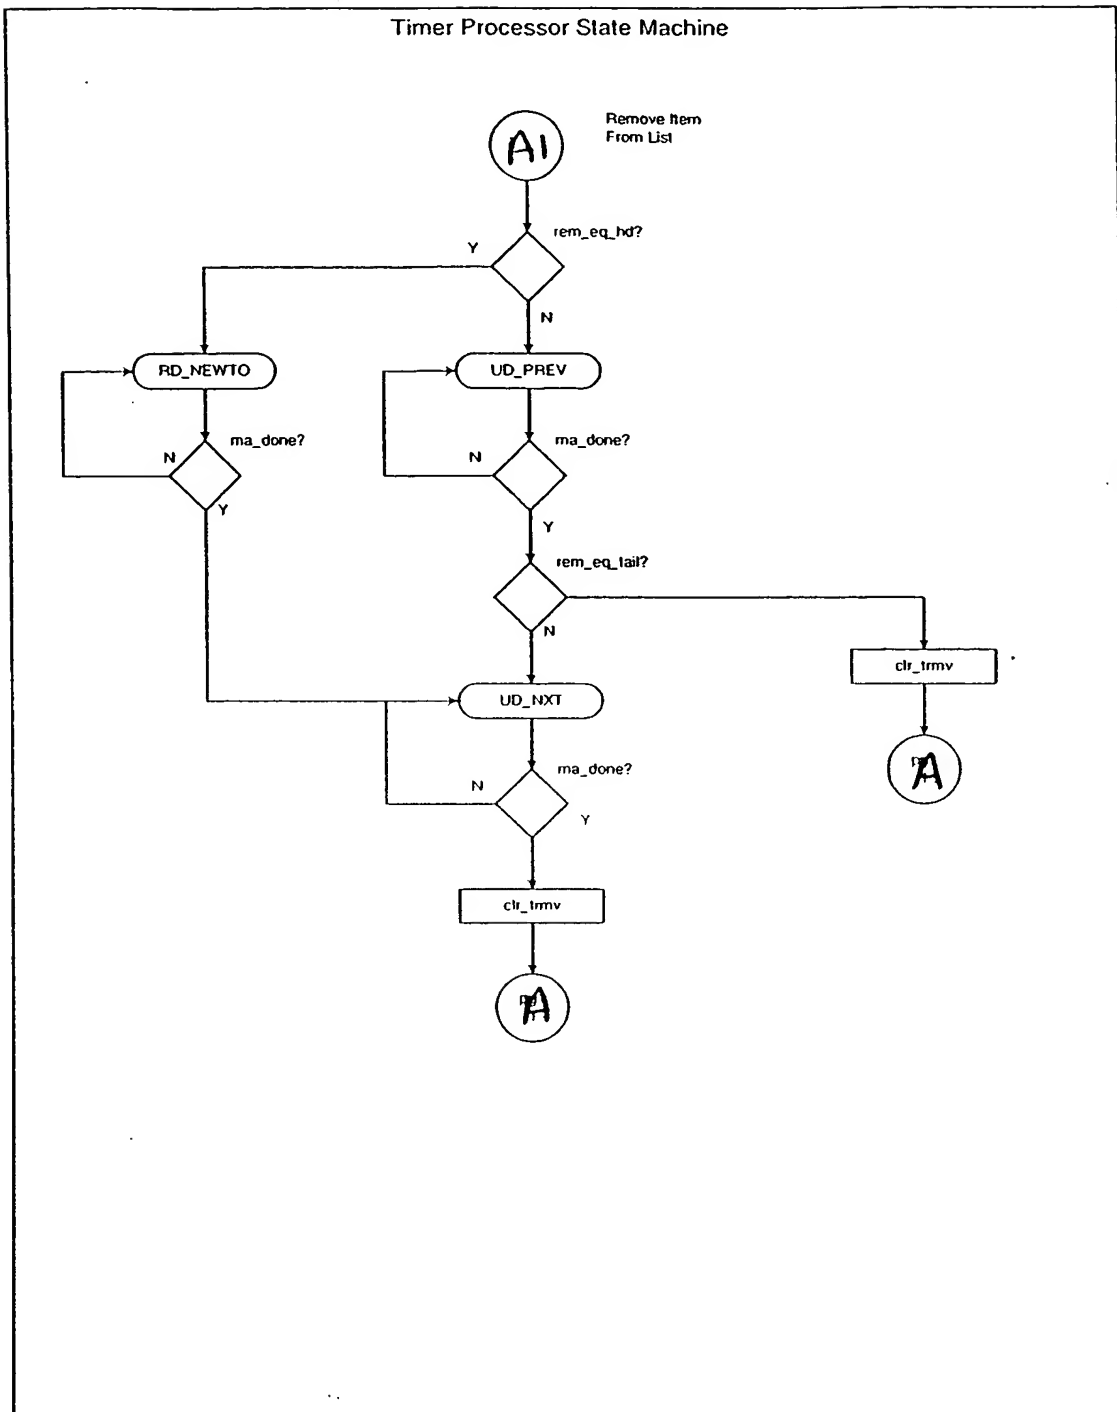 Timer Processor State Machine
Remove Item
From List
A1
rem_eq_hd?
Y
N
RD_NEWTO
UD_PREV
ma_done?
ma_done?
N
N
Y
Y
rem_eq_tail?
N
clr_trmv
UD_NXT
A
ma_done?
N
Y
clr_trmv
A